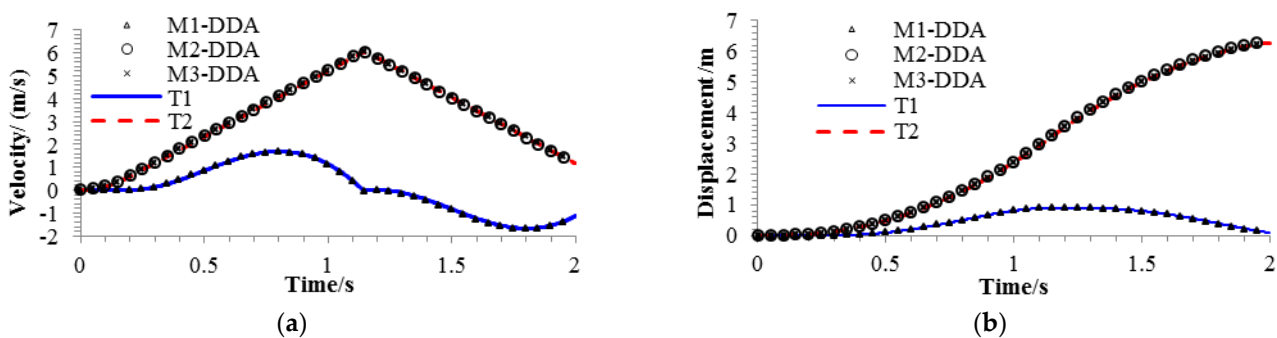 M1-DDA
M2-DDA
M3-DDA
T1
T2
Velocity/ (m/s)
7
6
5
4
3
2
1
0
-1
-2
0
0.5
1
1.5
2
Time/s
(a)
M1-DDA
M2-DDA
M3-DDA
T1
T2
Displacement /m
7
6
5
4
3
2
1
0
0
0.5
1
1.5
2
Time/s
(b)